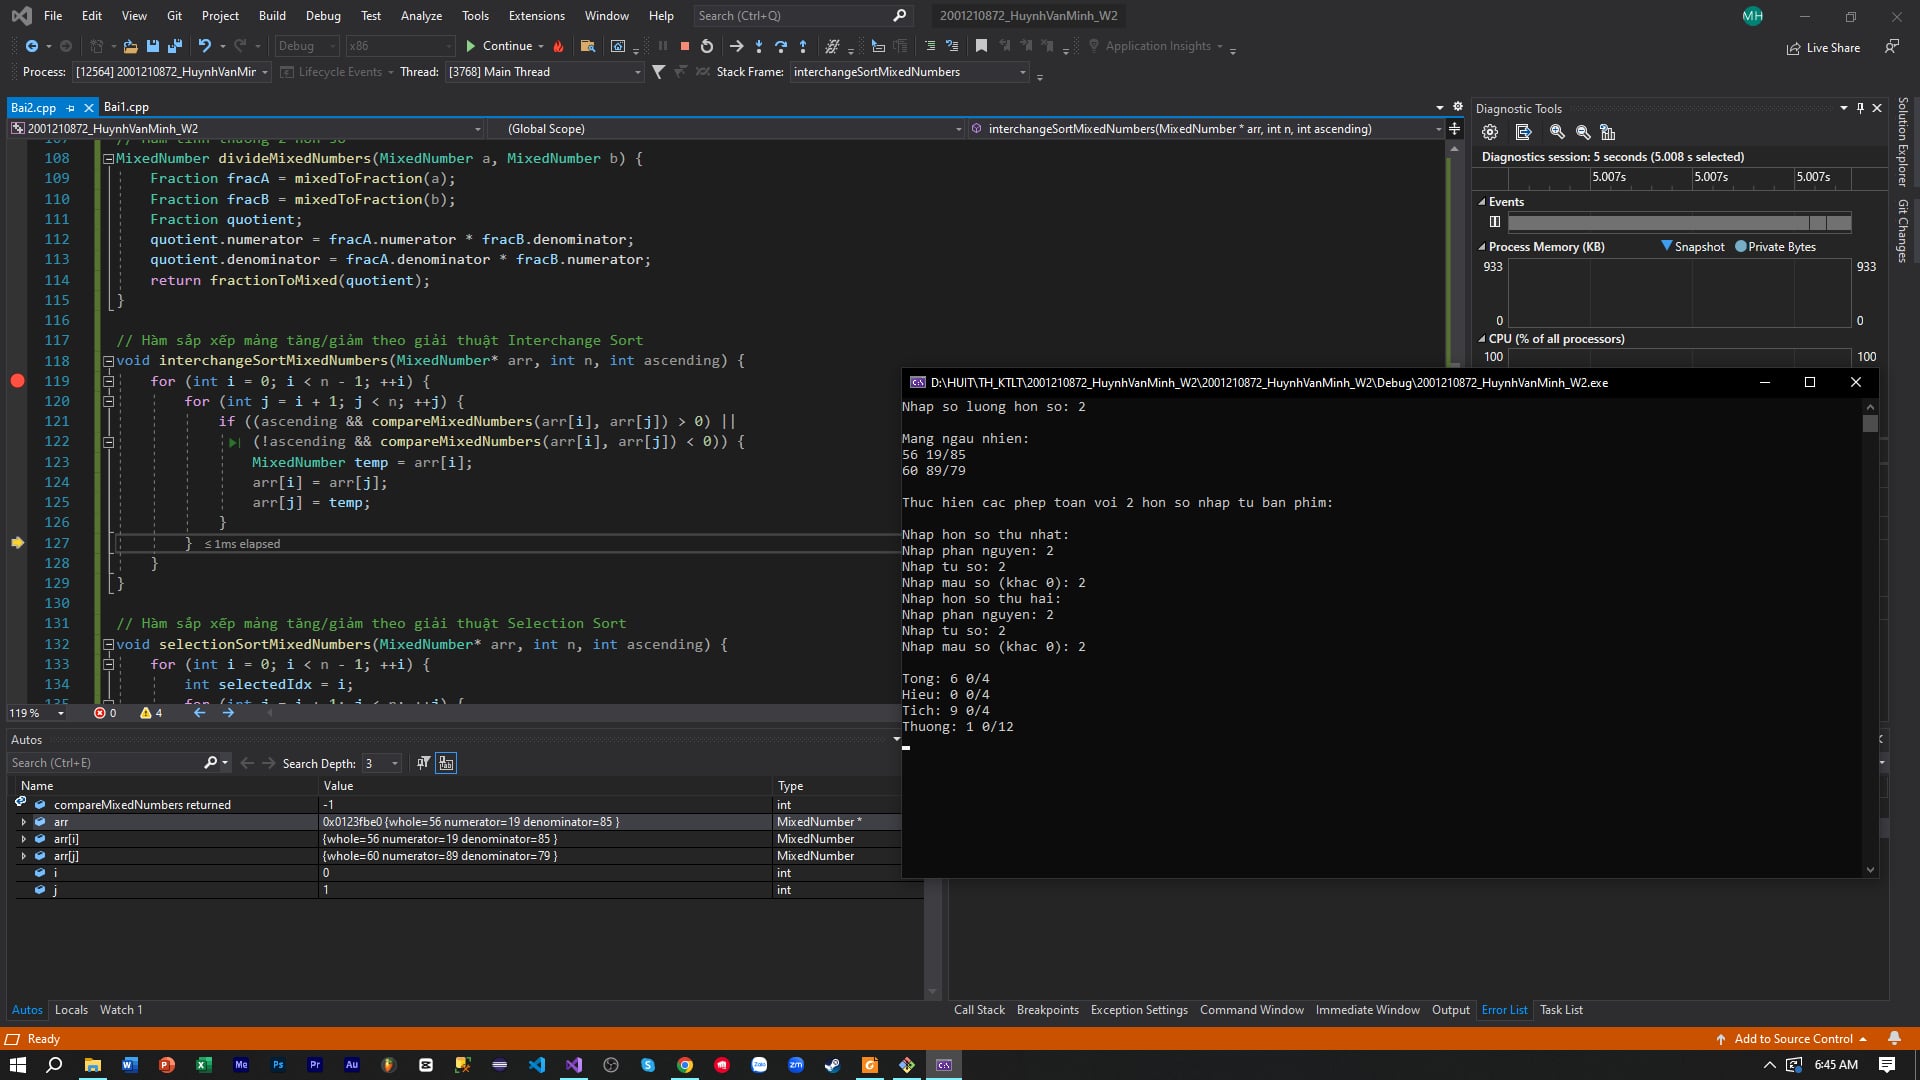 File Edit View Git Project Build Debug Test Analyze Tools Extensions Window Help Search (Ctrl+Q) 2001210872_HuynhVanMinh_W2 MH
Debug x86 Continue Application Insights Live Share
Process: [12564] 2001210872_HuynhVanMir Lifecycle Events Thread: [3768] Main Thread Stack Frame: interchangeSortMixedNumbers
Bai2.cpp Bai1.cpp
2001210872_HuynhVanMinh_W2 (Global Scope) interchangeSortMixedNumbers(MixedNumber * arr, int n, int ascending)
107 // Hàm tính thương 2 hỗn số
108 MixedNumber divideMixedNumbers(MixedNumber a, MixedNumber b) {
109 Fraction fracA = mixedToFraction(a);
110 Fraction fracB = mixedToFraction(b);
111 Fraction quotient;
112 quotient.numerator = fracA.numerator * fracB.denominator;
113 quotient.denominator = fracA.denominator * fracB.numerator;
114 return fractionToMixed(quotient);
115 }
116
117 // Hàm sắp xếp mảng tăng/giảm theo giải thuật Interchange Sort
118 void interchangeSortMixedNumbers(MixedNumber* arr, int n, int ascending) {
119 for (int i = 0; i < n - 1; ++i) {
120 for (int j = i + 1; j < n; ++j) {
121 if ((ascending && compareMixedNumbers(arr[i], arr[j]) > 0) ||
122 (!ascending && compareMixedNumbers(arr[i], arr[j]) < 0)) {
123 MixedNumber temp = arr[i];
124 arr[i] = arr[j];
125 arr[j] = temp;
126 }
127 } ≤ 1ms elapsed
128 }
129 }
130
131 // Hàm sắp xếp mảng tăng/giảm theo giải thuật Selection Sort
132 void selectionSortMixedNumbers(MixedNumber* arr, int n, int ascending) {
133 for (int i = 0; i < n - 1; ++i) {
134 int selectedIdx = i;
135 for (int j = i + 1; j < n; ++j) {
119 % 0 4
Diagnostic Tools
Diagnostics session: 5 seconds (5.008 s selected)
5.007s 5.007s 5.007s
Events
Process Memory (KB) Snapshot Private Bytes
933 933
0 0
CPU (% of all processors)
100 100
Solution Explorer
Git Changes
D:\HUIT\TH_KTLT\2001210872_HuynhVanMinh_W2\2001210872_HuynhVanMinh_W2\Debug\2001210872_HuynhVanMinh_W2.exe
Nhap so luong hon so: 2
Mang ngau nhien:
56 19/85
60 89/79
Thuc hien cac phep toan voi 2 hon so nhap tu ban phim:
Nhap hon so thu nhat:
Nhap phan nguyen: 2
Nhap tu so: 2
Nhap mau so (khac 0): 2
Nhap hon so thu hai:
Nhap phan nguyen: 2
Nhap tu so: 2
Nhap mau so (khac 0): 2
Tong: 6 0/4
Hieu: 0 0/4
Tich: 9 0/4
Thuong: 1 0/12
Autos
Search (Ctrl+E) Search Depth: 3
Name Value Type
compareMixedNumbers returned -1 int
arr 0x0123fbe0 {whole=56 numerator=19 denominator=85 } MixedNumber *
arr[i] {whole=56 numerator=19 denominator=85 } MixedNumber
arr[j] {whole=60 numerator=89 denominator=79 } MixedNumber
i 0 int
j 1 int
Autos Locals Watch 1
Call Stack Breakpoints Exception Settings Command Window Immediate Window Output Error List Task List
Ready Add to Source Control
6:45 AM